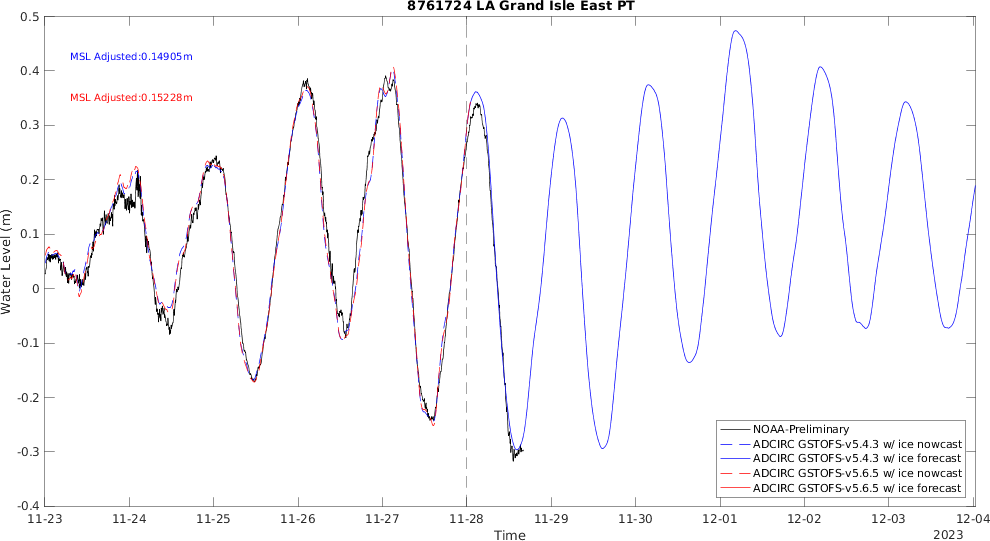 8761724 LA Grand Isle East PT
MSL Adjusted:0.14905m
MSL Adjusted:0.15228m
Water Level (m)
0.5
0.4
0.3
0.2
0.1
0
-0.1
-0.2
-0.3
-0.4
NOAA-Preliminary
ADCIRC GSTOFS-v5.4.3 w/ ice nowcast
ADCIRC GSTOFS-v5.4.3 w/ ice forecast
ADCIRC GSTOFS-v5.6.5 w/ ice nowcast
ADCIRC GSTOFS-v5.6.5 w/ ice forecast
11-23 11-24 11-25 11-26 11-27 11-28 11-29 11-30 12-01 12-02 12-03 12-04
Time
2023